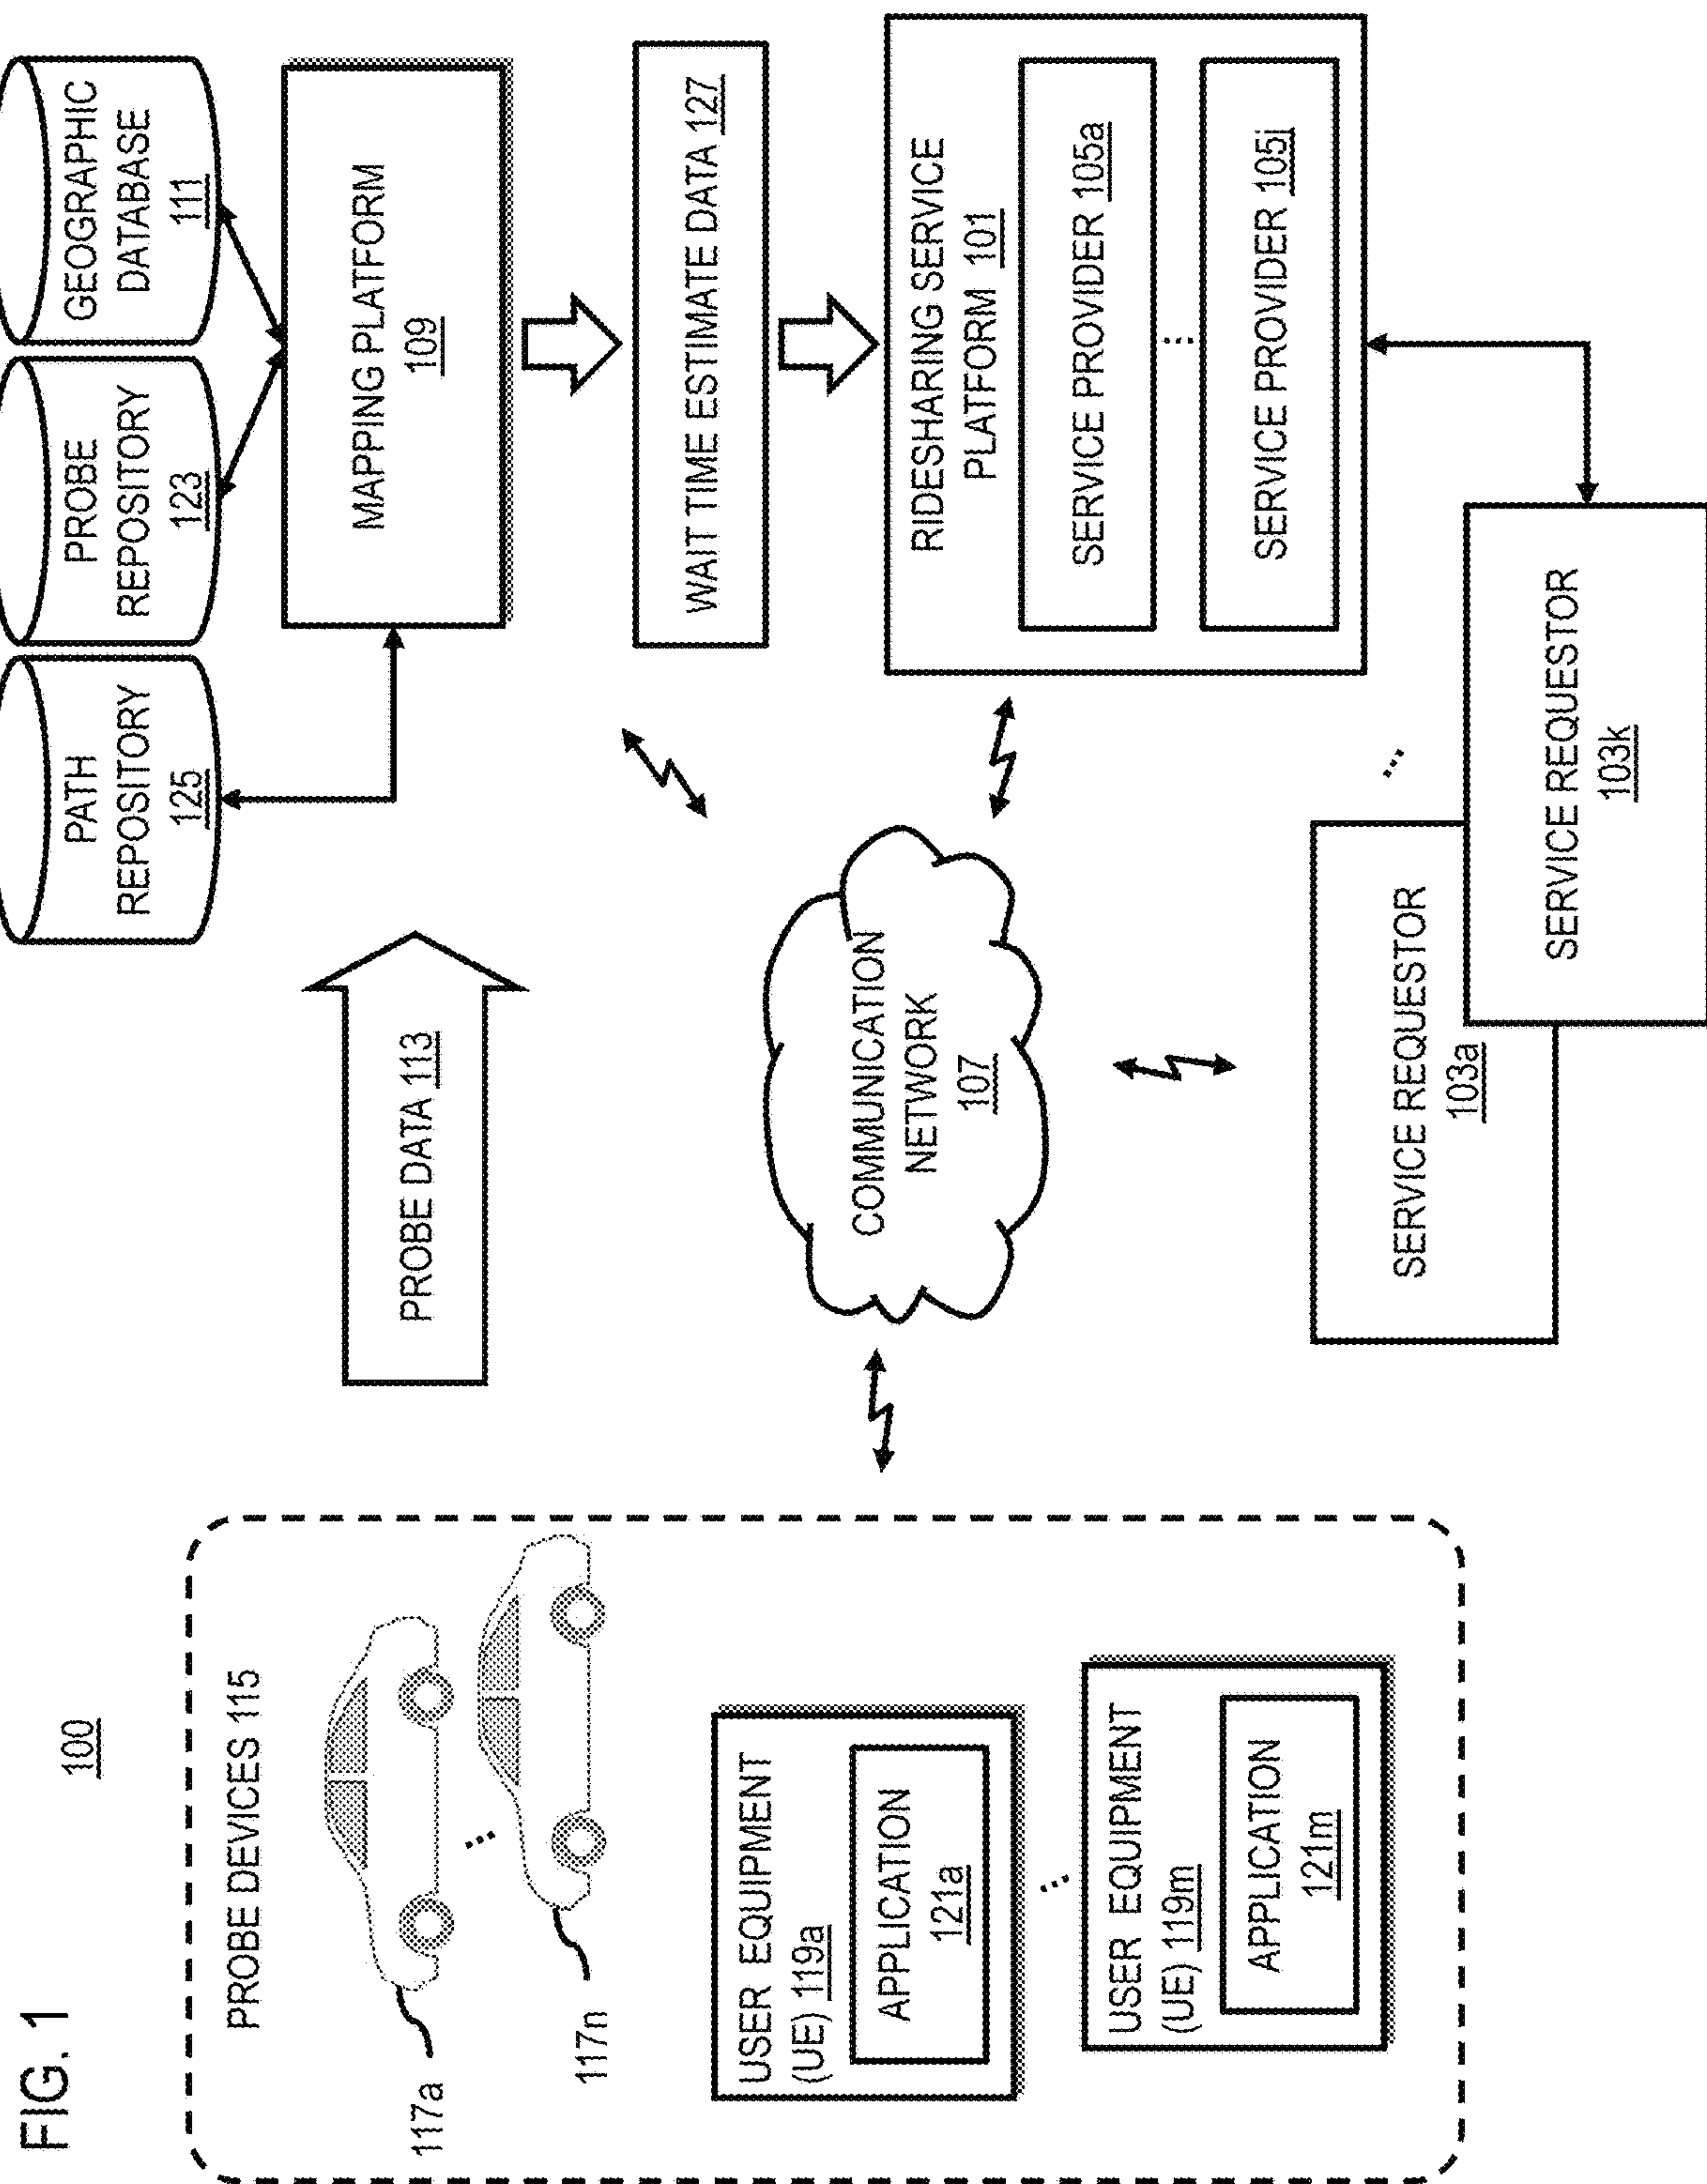 FIG. 1
100
PROBE DEVICES 115
117a
117n
USER EQUIPMENT
(UE) 119a
APPLICATION
121a
USER EQUIPMENT
(UE) 119m
APPLICATION
121m
PROBE DATA 113
COMMUNICATION
NETWORK
107
PATH
REPOSITORY
125
PROBE
REPOSITORY
123
GEOGRAPHIC
DATABASE
111
MAPPING PLATFORM
109
WAIT TIME ESTIMATE DATA 127
RIDESHARING SERVICE
PLATFORM 101
SERVICE PROVIDER 105a
...
SERVICE PROVIDER 105j
SERVICE REQUESTOR
103a
...
SERVICE REQUESTOR
103k